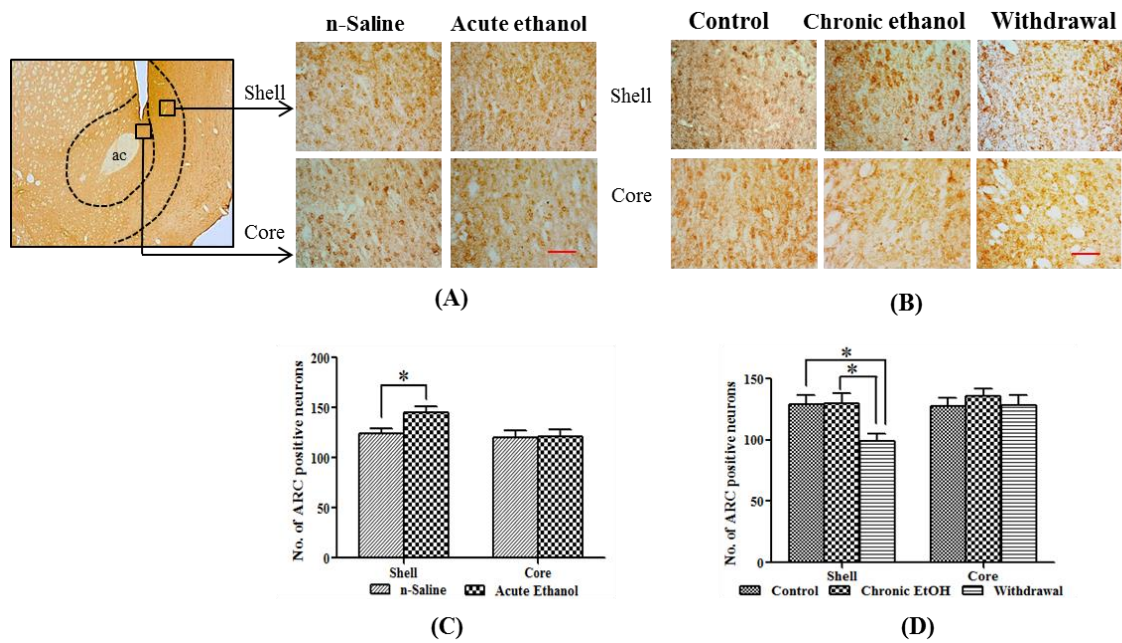 n-Saline Acute ethanol
Control Chronic ethanol Withdrawal
Shell
Shell
ac
Core
Core
(A)
(B)
No. of ARC positive neurons
200
150
100
50
0
*
Shell Core
n-Saline Acute Ethanol
(C)
No. of ARC positive neurons
150
100
50
0
*
*
Shell Core
Control Chronic EtOH Withdrawal
(D)